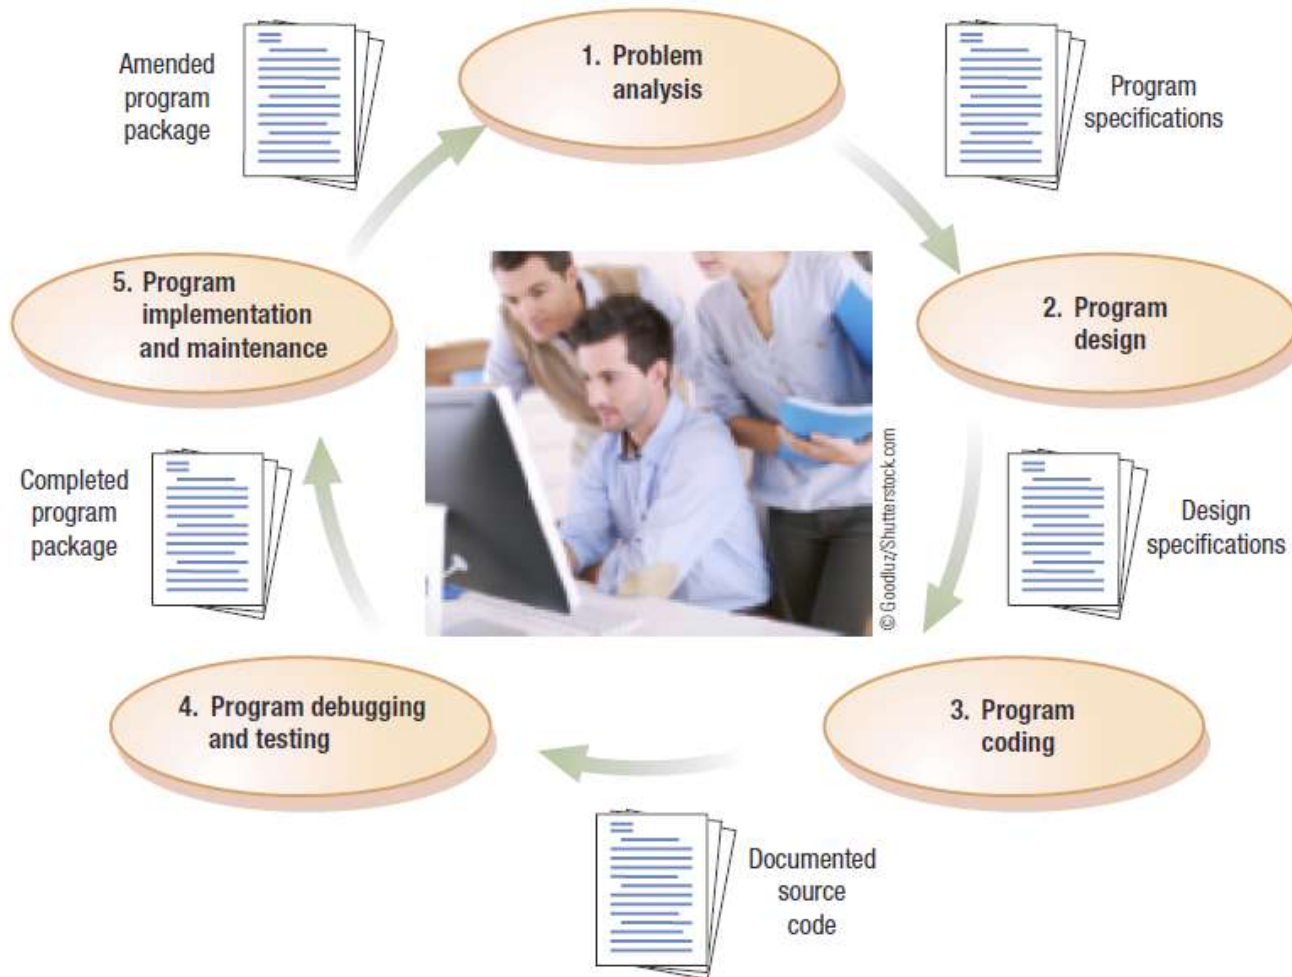 1. Problem
analysis
Program
specifications
2. Program
design
Design
specifications
3. Program
coding
Documented
source
code
4. Program debugging
and testing
Completed
program
package
5. Program
implementation
and maintenance
Amended
program
package
© Goodluz/Shutterstock.com